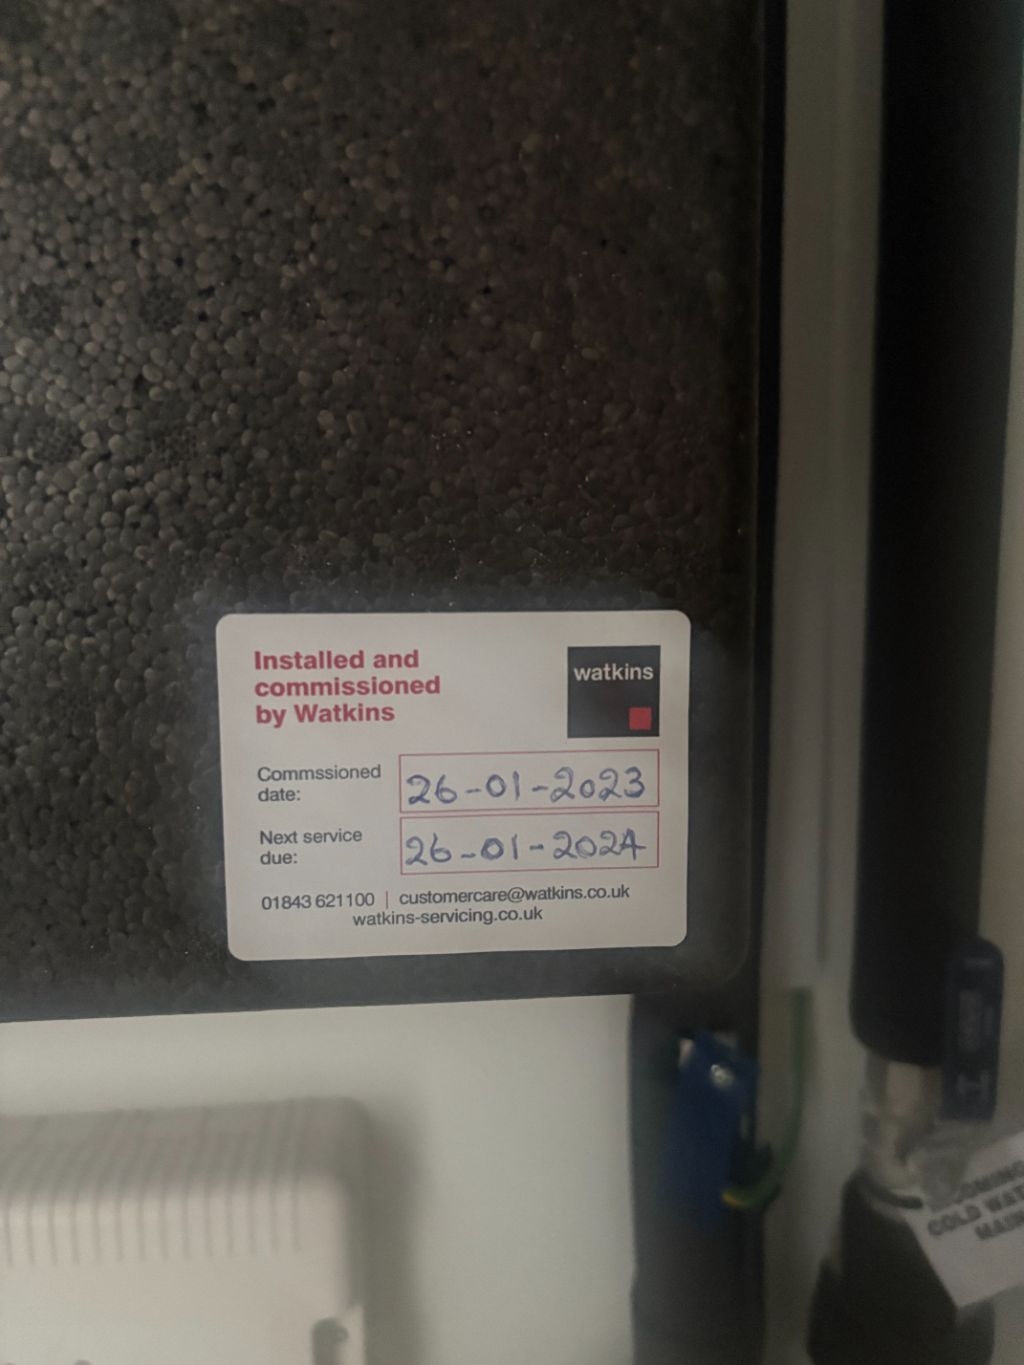 Installed and
commissioned
by Watkins
watkins
Commssioned
date:
26-01-2023
Next service
due:
26-01-2024
01843 621100 | customercare@watkins.co.uk
watkins-servicing.co.uk
COLD